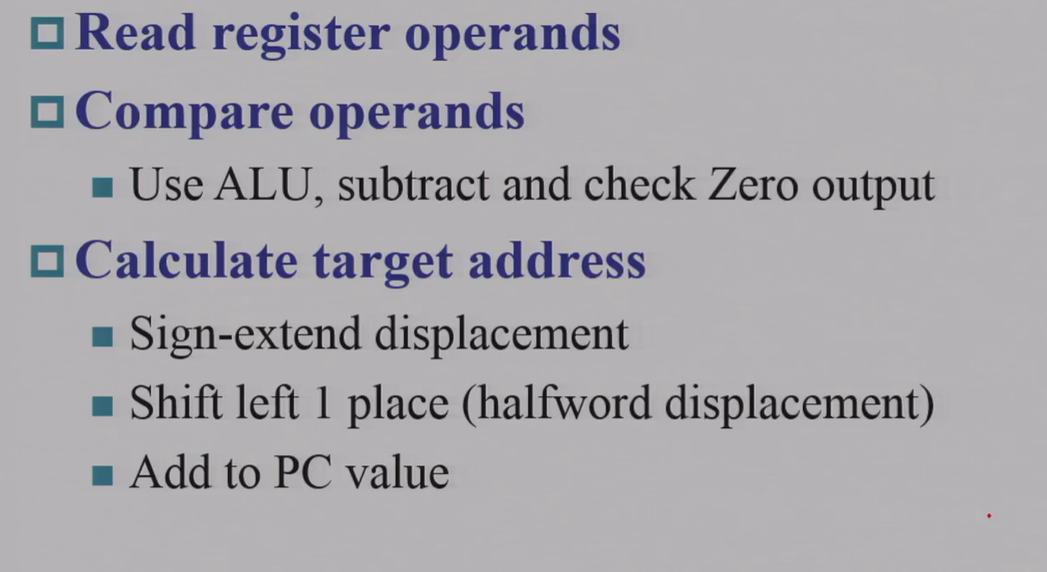 Read register operands
Compare operands
Use ALU, subtract and check Zero output
Calculate target address
Sign-extend displacement
Shift left 1 place (halfword displacement)
Add to PC value